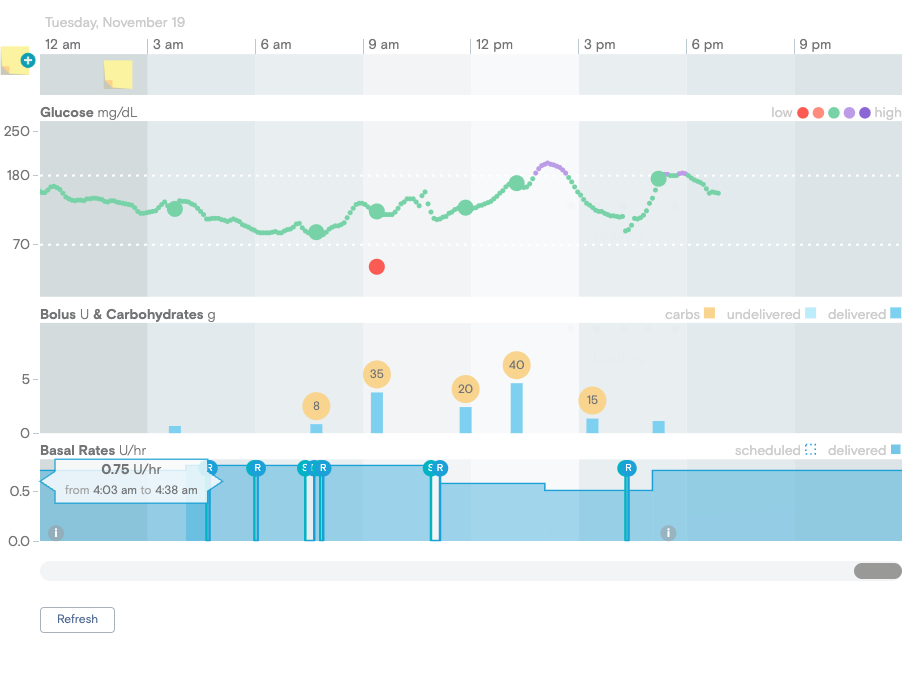 Tuesday, November 19
12 am 3 am 6 am 9 am 12 pm 3 pm 6 pm 9 pm
Glucose mg/dL low high
250
180
70
Bolus U & Carbohydrates g carbs undelivered delivered
40
35
5
20
15
8
0
Basal Rates U/hr scheduled delivered
0.75 U/hr
R R S R S R R
from 4:03 am to 4:38 am
0.5
i i
0.0
Refresh